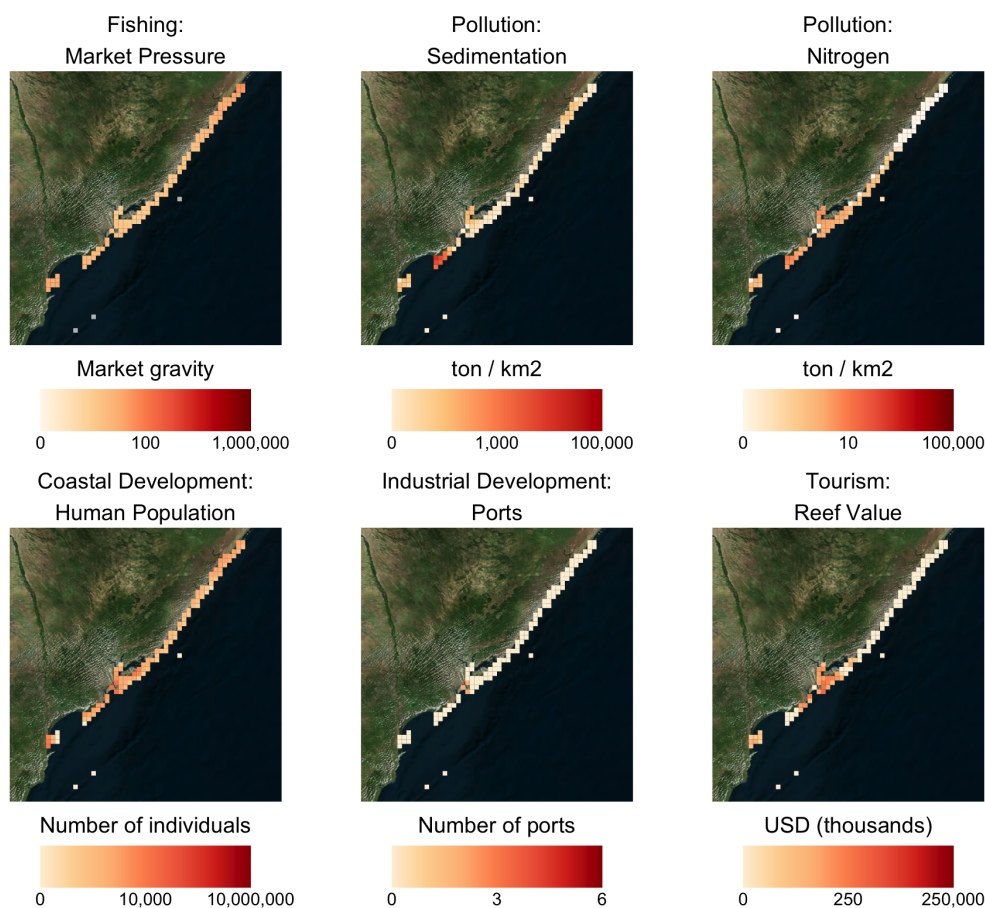 Fishing:
Market Pressure
Pollution:
Sedimentation
Pollution:
Nitrogen
Market gravity
0 100 1,000,000
ton / km2
0 1,000 100,000
ton / km2
0 10 100,000
Coastal Development:
Human Population
Industrial Development:
Ports
Tourism:
Reef Value
Number of individuals
0 10,000 10,000,000
Number of ports
0 3 6
USD (thousands)
0 250 250,000